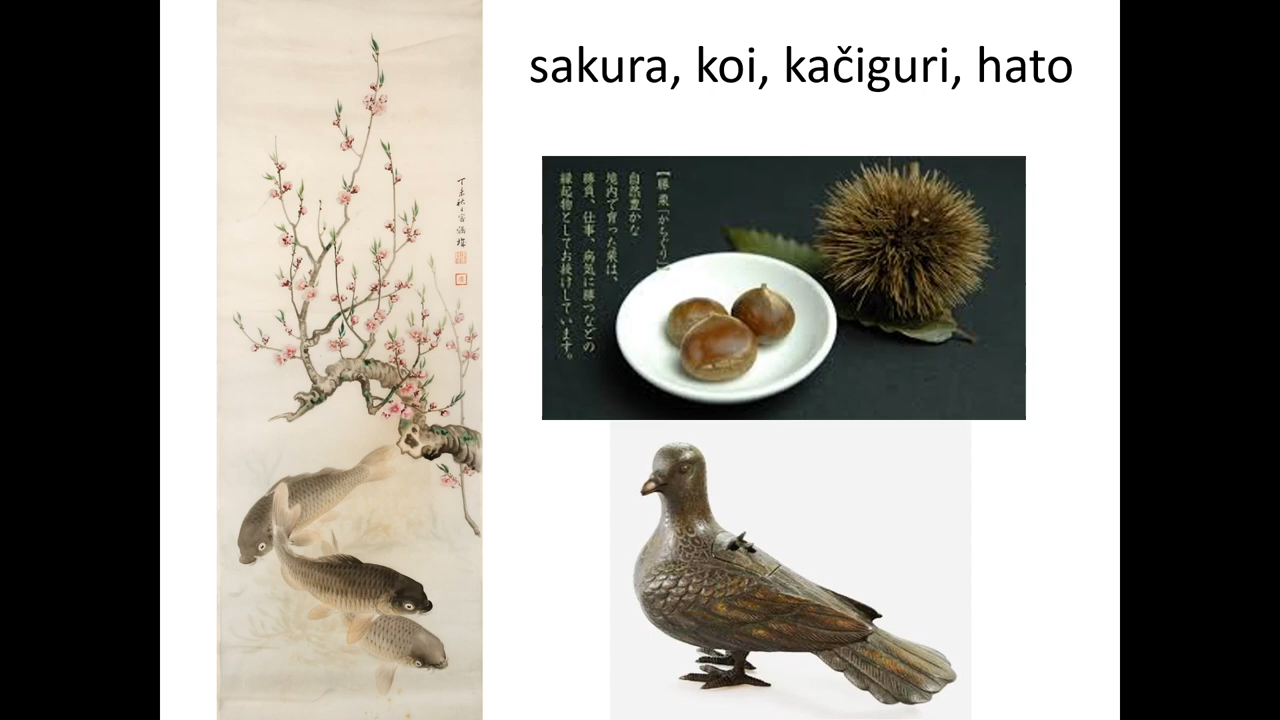 sakura, koi, kačiguri, hato
【勝栗「かちぐり」】
自然豊かな
境内で育った栗は、
勝負、仕事、病気に勝つなどの
縁起物としてお授けしています。